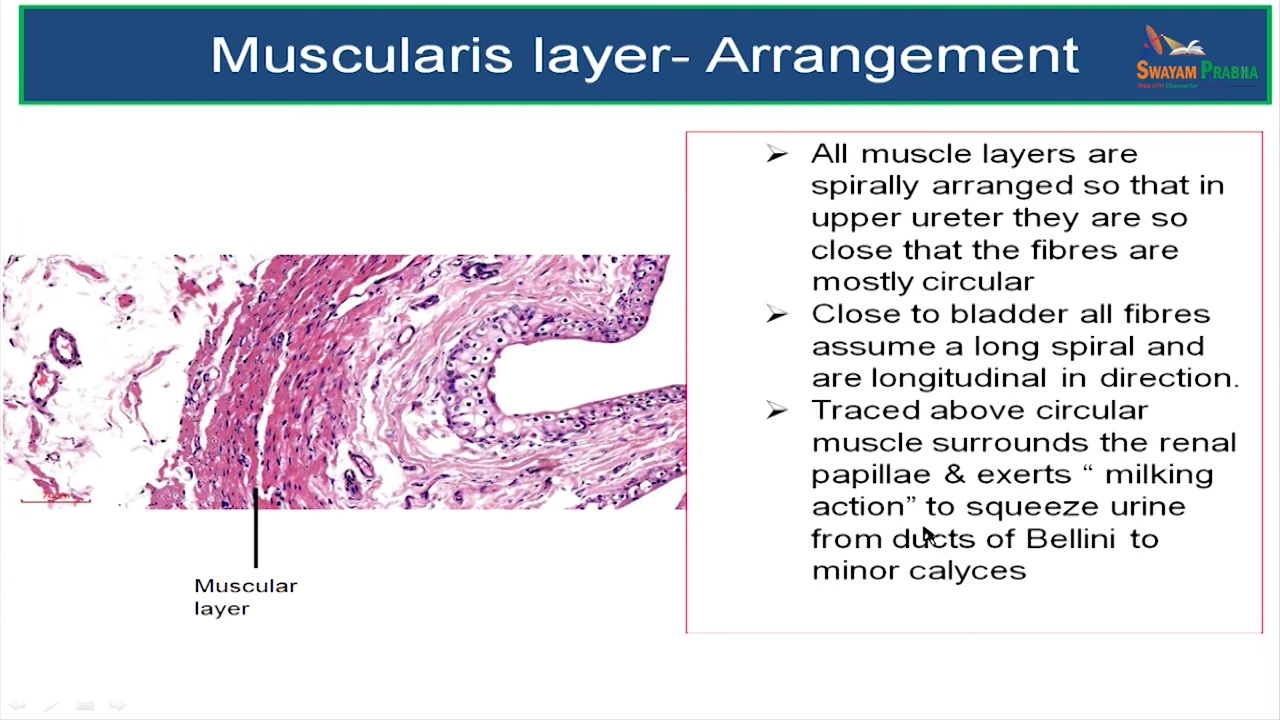 Muscularis layer- Arrangement
SWAYAM PRABHA
➢ All muscle layers are
spirally arranged so that in
upper ureter they are so
close that the fibres are
mostly circular
➢ Close to bladder all fibres
assume a long spiral and
are longitudinal in direction.
➢ Traced above circular
muscle surrounds the renal
papillae & exerts “ milking
action” to squeeze urine
from ducts of Bellini to
minor calyces
Muscular
layer